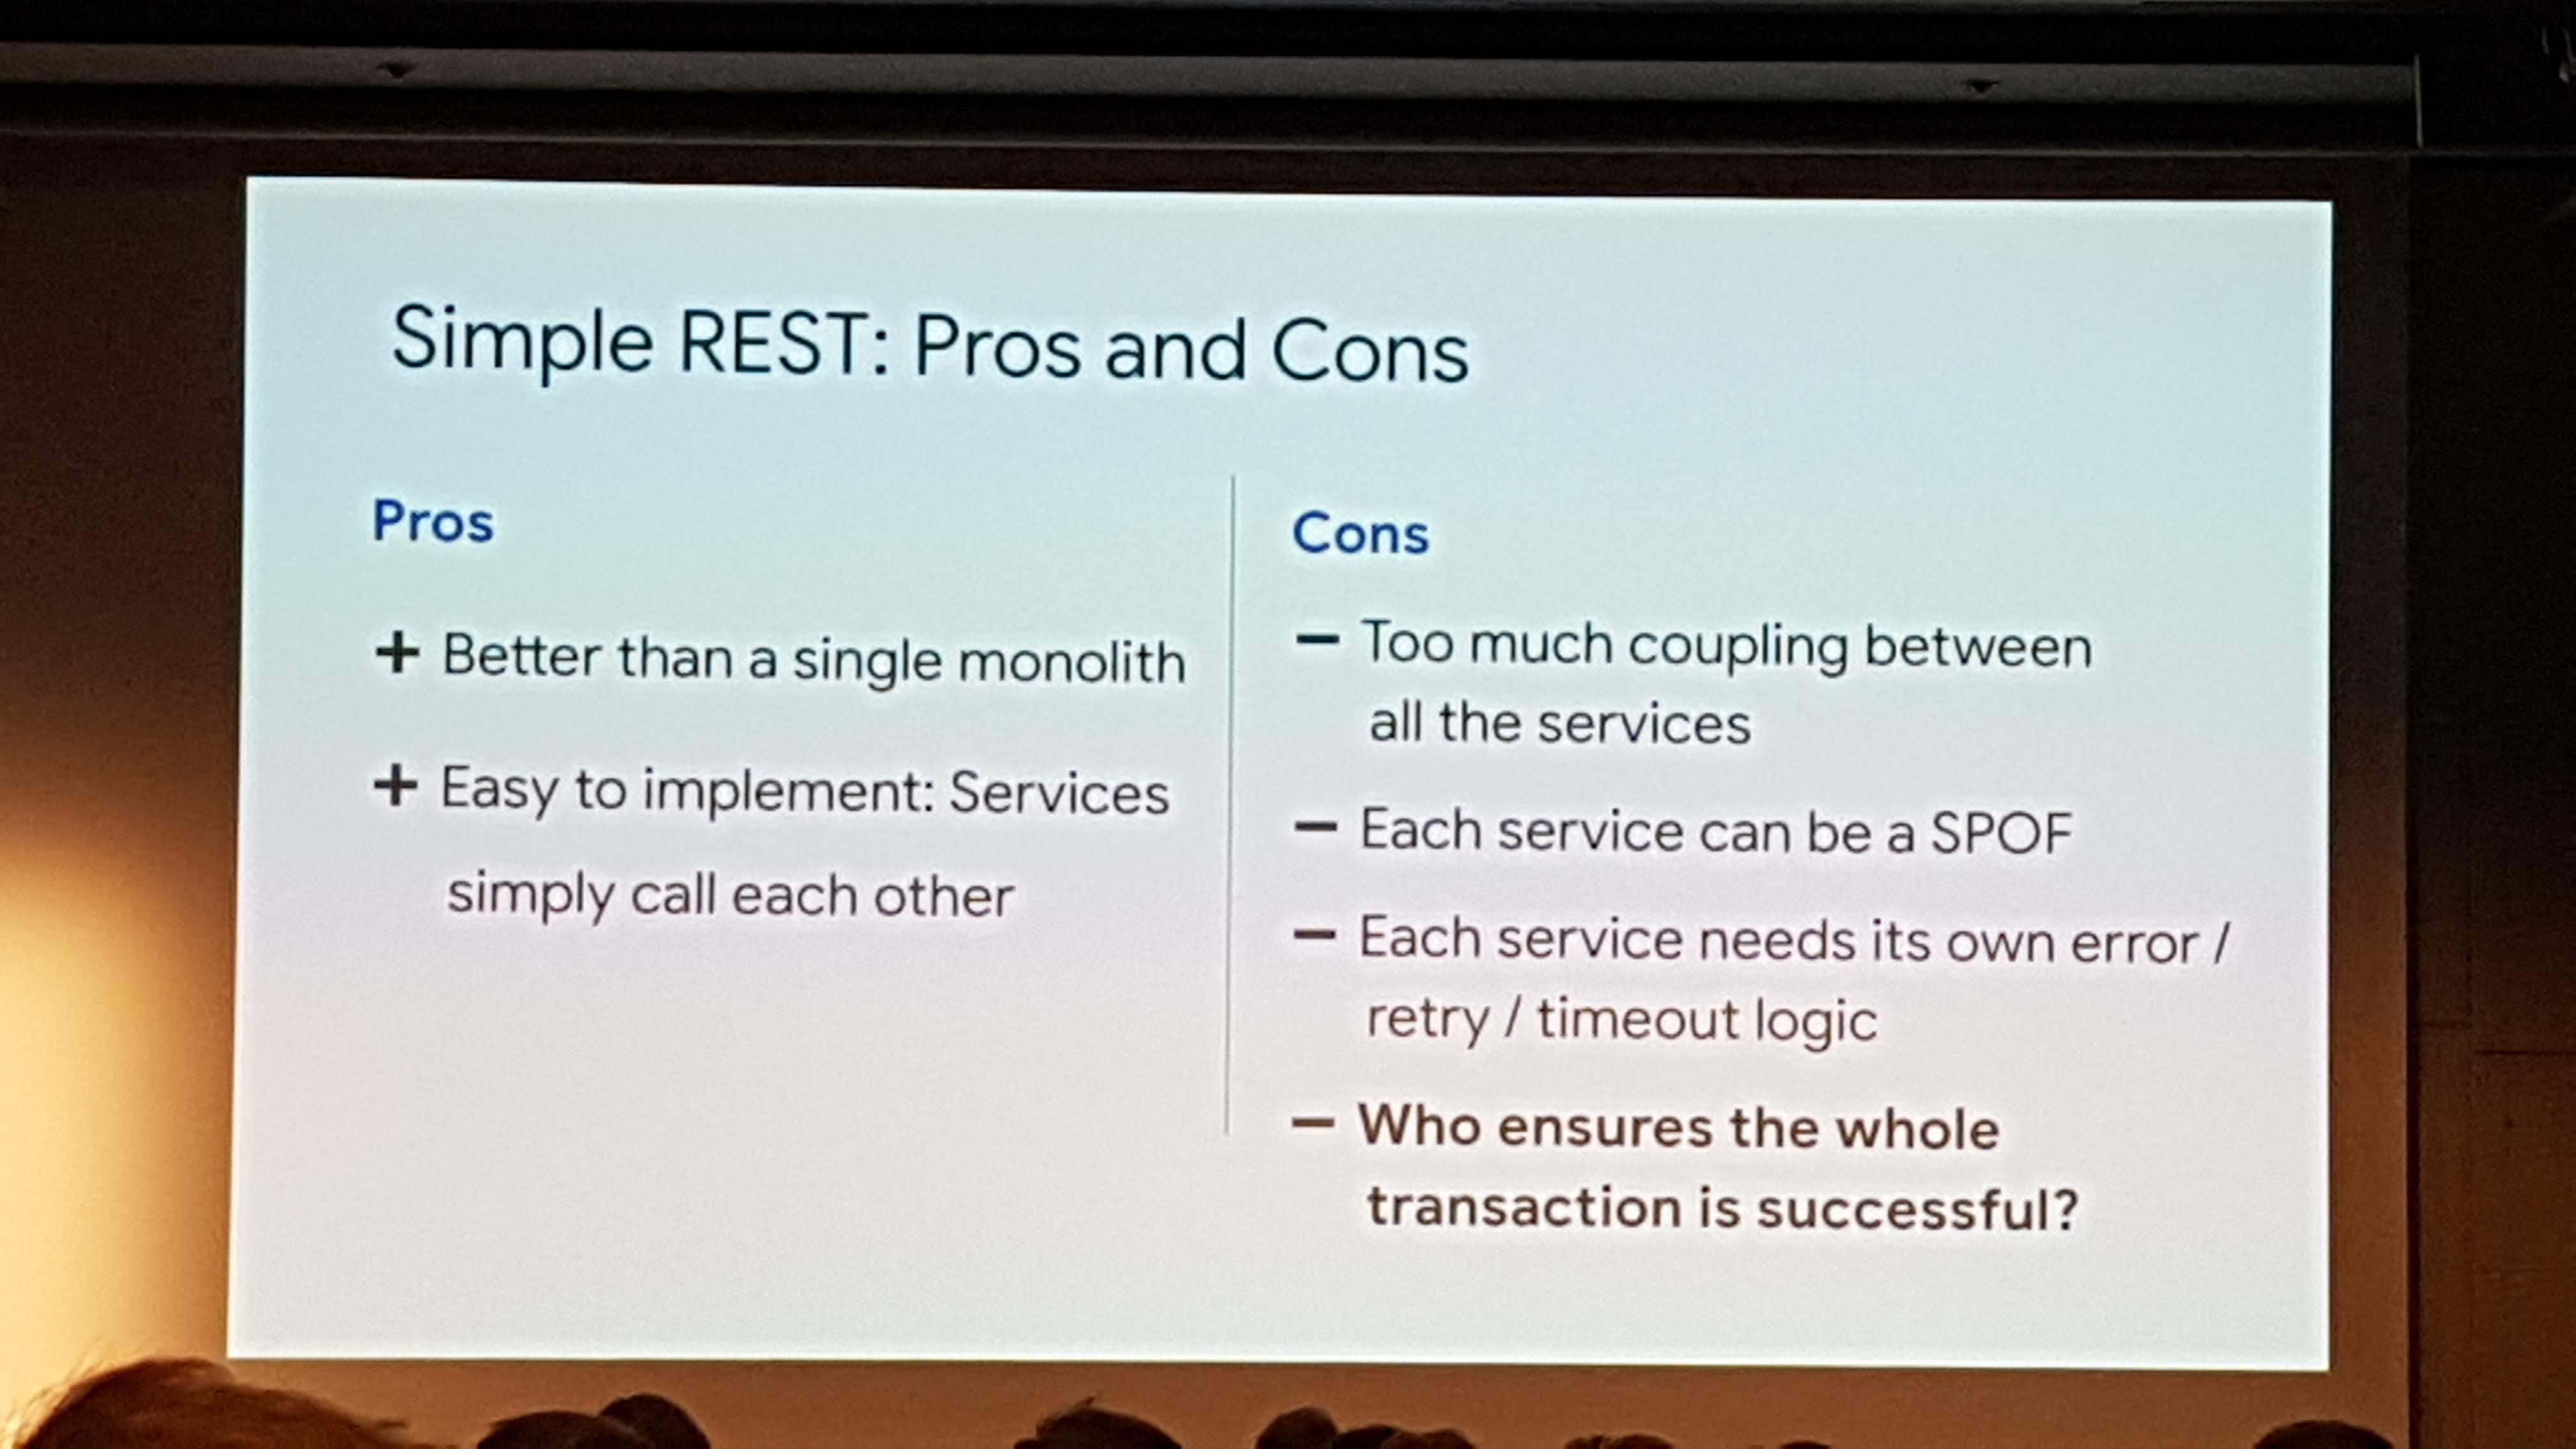 Simple REST: Pros and Cons
Pros
+ Better than a single monolith
+ Easy to implement: Services
simply call each other
Cons
– Too much coupling between
all the services
– Each service can be a SPOF
– Each service needs its own error /
retry / timeout logic
– Who ensures the whole
transaction is successful?